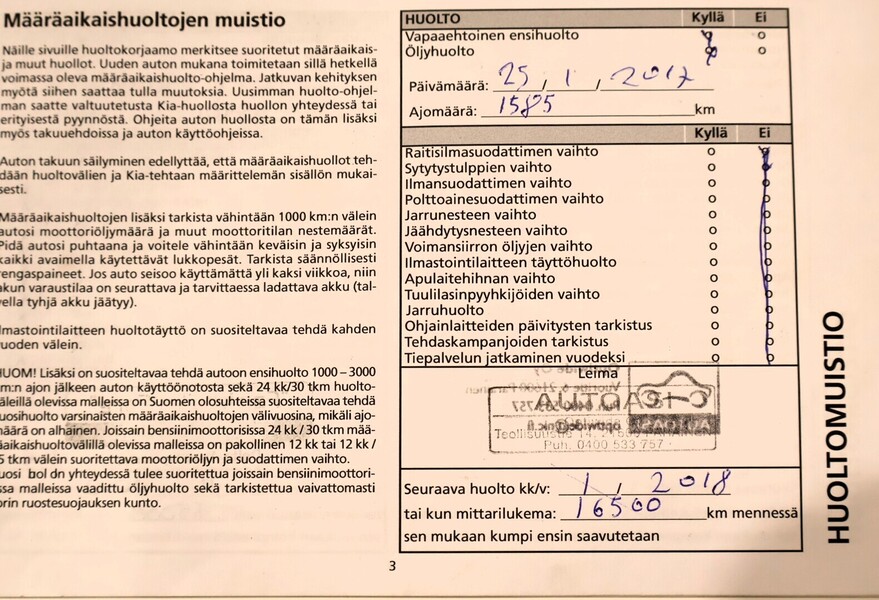 Määräaikaishuoltojen muistio
Näille sivuille huoltokorjaamo merkitsee suoritetut määräaikais-
ja muut huollot. Uuden auton mukana toimitetaan sillä hetkellä
voimassa oleva määräaikaishuolto-ohjelma. Jatkuvan kehityksen
myötä siihen saattaa tulla muutoksia. Uusimman huolto-ohjel-
man saatte valtuutetusta Kia-huollosta huollon yhteydessä tai
erityisestä pyynnöstä. Ohjeita auton huollosta on tämän lisäksi
myös takuuehdoissa ja auton käyttöohjeissa.
Auton takuun säilyminen edellyttää, että määräaikaishuollot teh-
dään huoltovälien ja Kia-tehtaan määrittelemän sisällön mukai-
sesti.
Määräaikaishuoltojen lisäksi tarkista vähintään 1000 km:n välein
autosi moottoriöljymäärä ja muut moottoritilan nestemäärät.
Pidä autosi puhtaana ja voitele vähintään keväisin ja syksyisin
kaikki avaimella käytettävät lukkopesät. Tarkista säännöllisesti
rengaspaineet. Jos auto seisoo käyttämättä yli kaksi viikkoa, niin
akun varaustilaa on seurattava ja tarvittaessa ladattava akku (tal-
vella tyhjä akku jäätyy).
lmastointilaitteen huoltotäyttö on suositeltavaa tehdä kahden
uoden välein.
HUOM! Lisäksi on suositeltavaa tehdä autoon ensihuolto 1000 – 3000
m:n ajon jälkeen auton käyttöönotosta sekä 24 kk/30 tkm huolto-
äleillä olevissa malleissa on Suomen olosuhteissa suositeltavaa tehdä
uosihuolto varsinaisten määräaikaishuoltojen välivuosina, mikäli ajo-
määrä on alhainen. Joissain bensiinimoottorisissa 24 kk / 30 tkm mää-
äaikaishuoltovälillä olevissa malleissa on pakollinen 12 kk tai 12 kk /
5 tkm välein suoritettava moottoriöljyn ja suodattimen vaihto.
uosi bol dn yhteydessä tulee suoritettua joissain bensiinimoottori-
ssa malleissa vaadittu öljyhuolto sekä tarkistettua vaivattomasti
orin ruostesuojauksen kunto.
3
HUOLTO Kyllä Ei
Vapaaehtoinen ensihuolto o o
Öljyhuolto o o
Päivämäärä: 25 / 1 / 2017
Ajomäärä: 1585 km
Kyllä Ei
Raitisilmasuodattimen vaihto o o
Sytytystulppien vaihto o o
Ilmansuodattimen vaihto o o
Polttoainesuodattimen vaihto o o
Jarrunesteen vaihto o o
Jäähdytysnesteen vaihto o o
Voimansiirron öljyjen vaihto o o
Ilmastointilaitteen täyttöhuolto o o
Apulaitehihnan vaihto o o
Tuulilasinpyyhkijöiden vaihto o o
Jarruhuolto o o
Ohjainlaitteiden päivitysten tarkistus o o
Tehdaskampanjoiden tarkistus o o
Tiepalvelun jatkaminen vuodeksi o o
Leima
Puh. 0400 533 757
Seuraava huolto kk/v: 1 / 2018
tai kun mittarilukema: 16500 km mennessä
sen mukaan kumpi ensin saavutetaan
HUOLTOMUISTIO